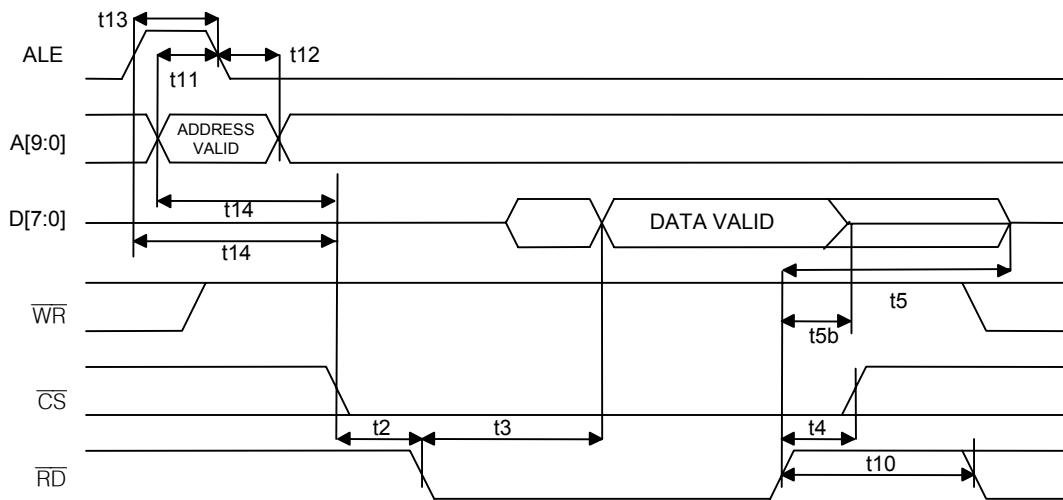 t13
ALE
t12
t11
A[9:0]
ADDRESS
VALID
t14
D[7:0]
DATA VALID
t14
t5
WR
t5b
CS
t2
t3
t4
t10
RD